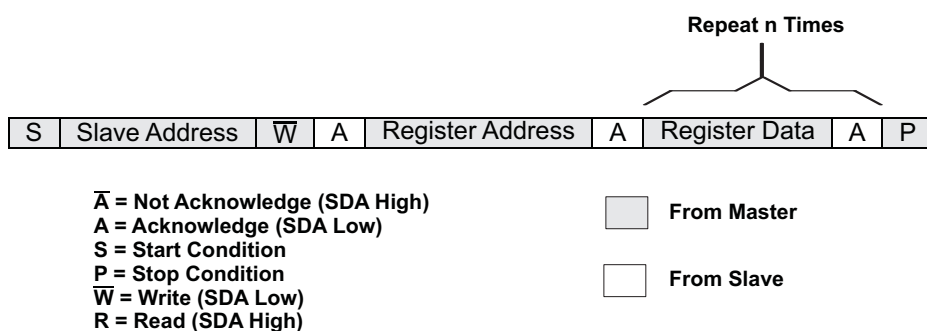 Repeat n Times
S Slave Address W̅ A Register Address A Register Data A P
A̅ = Not Acknowledge (SDA High)
A = Acknowledge (SDA Low)
S = Start Condition
P = Stop Condition
W̅ = Write (SDA Low)
R = Read (SDA High)
From Master
From Slave